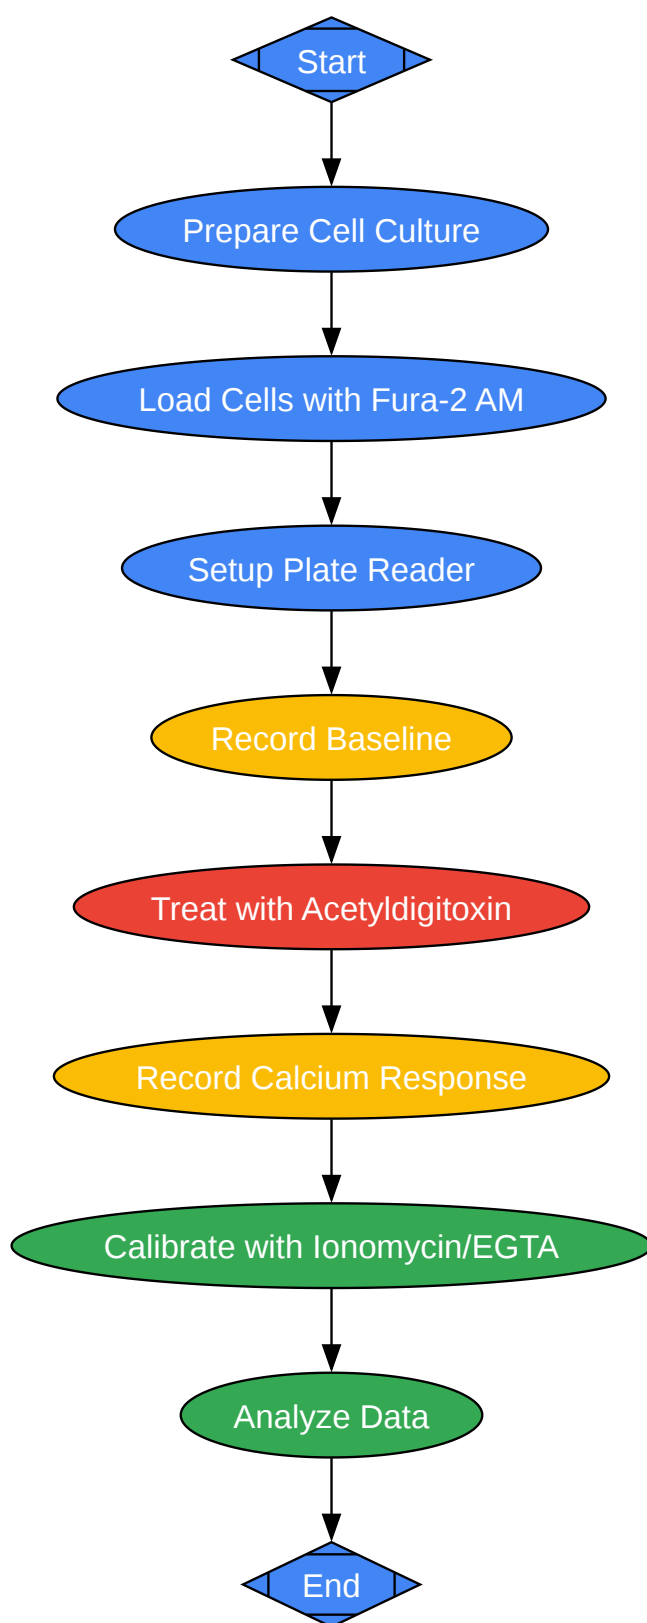 Start
Prepare Cell Culture
Load Cells with Fura-2 AM
Setup Plate Reader
Record Baseline
Treat with Acetyldigitoxin
Record Calcium Response
Calibrate with Ionomycin/EGTA
Analyze Data
End